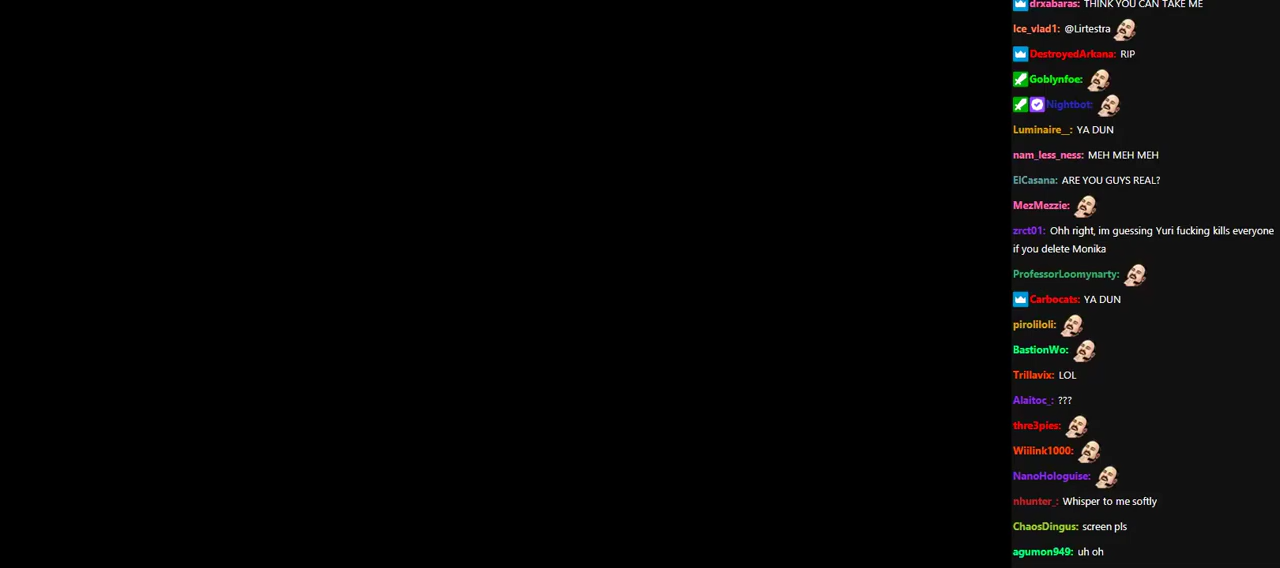 drxabaras: THINK YOU CAN TAKE ME
Ice_vlad1: @Lirtestra
DestroyedArkana: RIP
Goblynfoe:
Nightbot:
Luminaire__: YA DUN
nam_less_ness: MEH MEH MEH
ElCasana: ARE YOU GUYS REAL?
MezMezzie:
zrct01: Ohh right, im guessing Yuri fucking kills everyone
if you delete Monika
ProfessorLoomynarty:
Carbocats: YA DUN
piroliloli:
BastionWo:
Trillavix: LOL
Alaitoc_: ???
thre3pies:
Wiilink1000:
NanoHologuise:
nhunter_: Whisper to me softly
ChaosDingus: screen pls
agumon949: uh oh